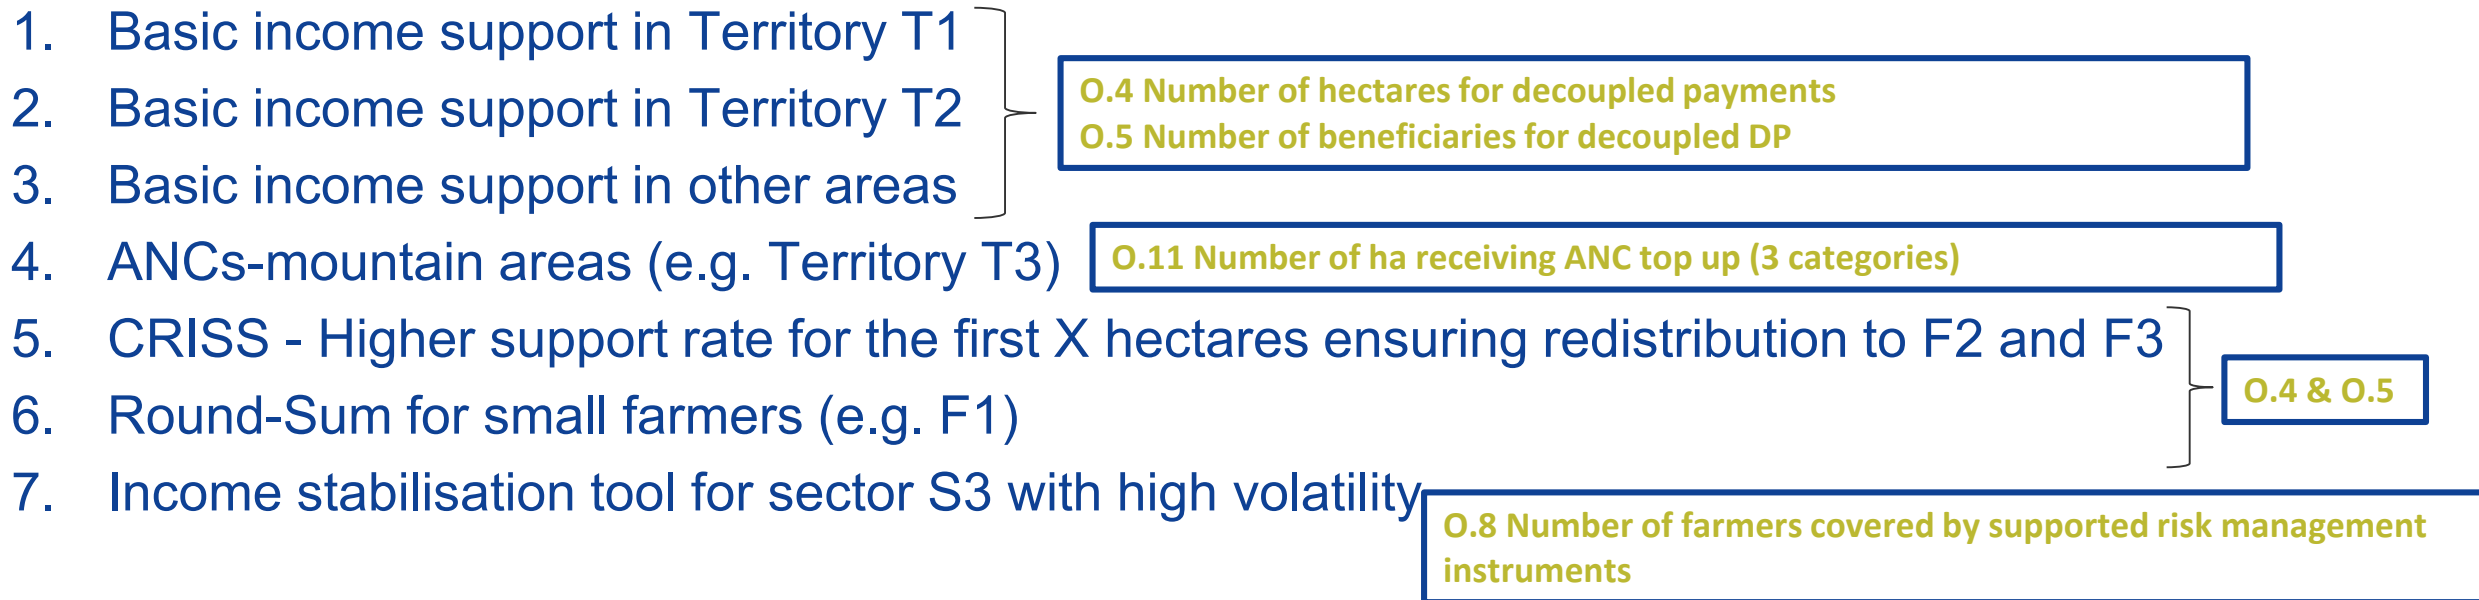 1. Basic income support in Territory T1
2. Basic income support in Territory T2
3. Basic income support in other areas
O.4 Number of hectares for decoupled payments
O.5 Number of beneficiaries for decoupled DP
4. ANCs-mountain areas (e.g. Territory T3)
O.11 Number of ha receiving ANC top up (3 categories)
5. CRISS - Higher support rate for the first X hectares ensuring redistribution to F2 and F3
6. Round-Sum for small farmers (e.g. F1)
O.4 & O.5
7. Income stabilisation tool for sector S3 with high volatility
O.8 Number of farmers covered by supported risk management
instruments